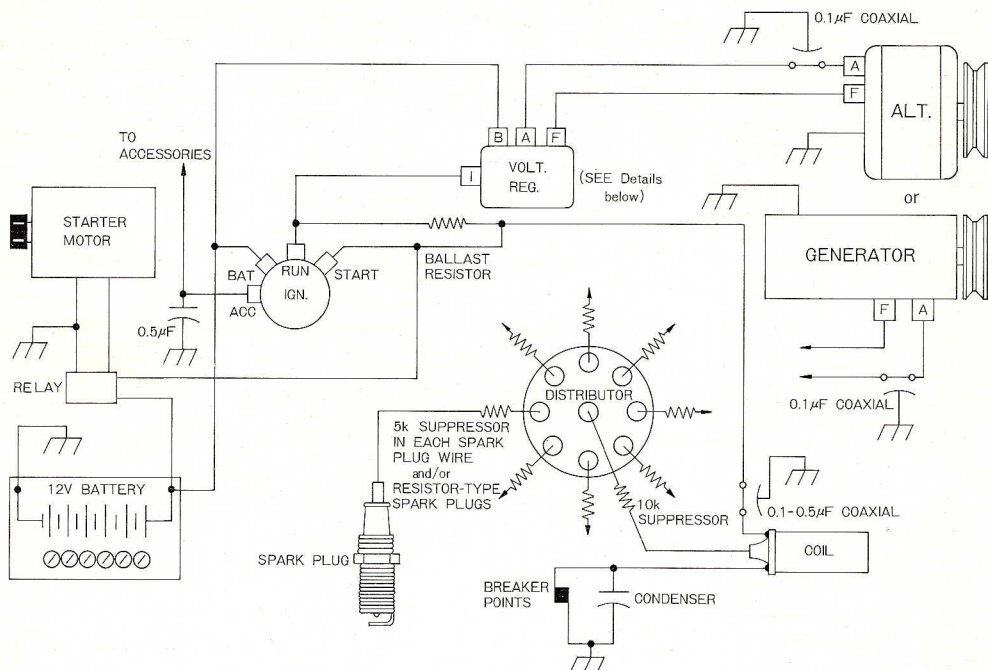 0.1µF COAXIAL
A
F
ALT.
B
A
F
TO
ACCESSORIES
VOLT.
REG.
I
(SEE Details
below)
or
STARTER
MOTOR
GENERATOR
BALLAST
RESISTOR
BAT
RUN
START
IGN.
ACC
0.5µF
F
A
RELAY
DISTRIBUTOR
0.1µF COAXIAL
5k SUPPRESSOR
IN EACH SPARK
PLUG WIRE
and/or
RESISTOR-TYPE
SPARK PLUGS
12V BATTERY
10k
SUPPRESSOR
0.1-0.5µF COAXIAL
COIL
SPARK PLUG
BREAKER
POINTS
CONDENSER